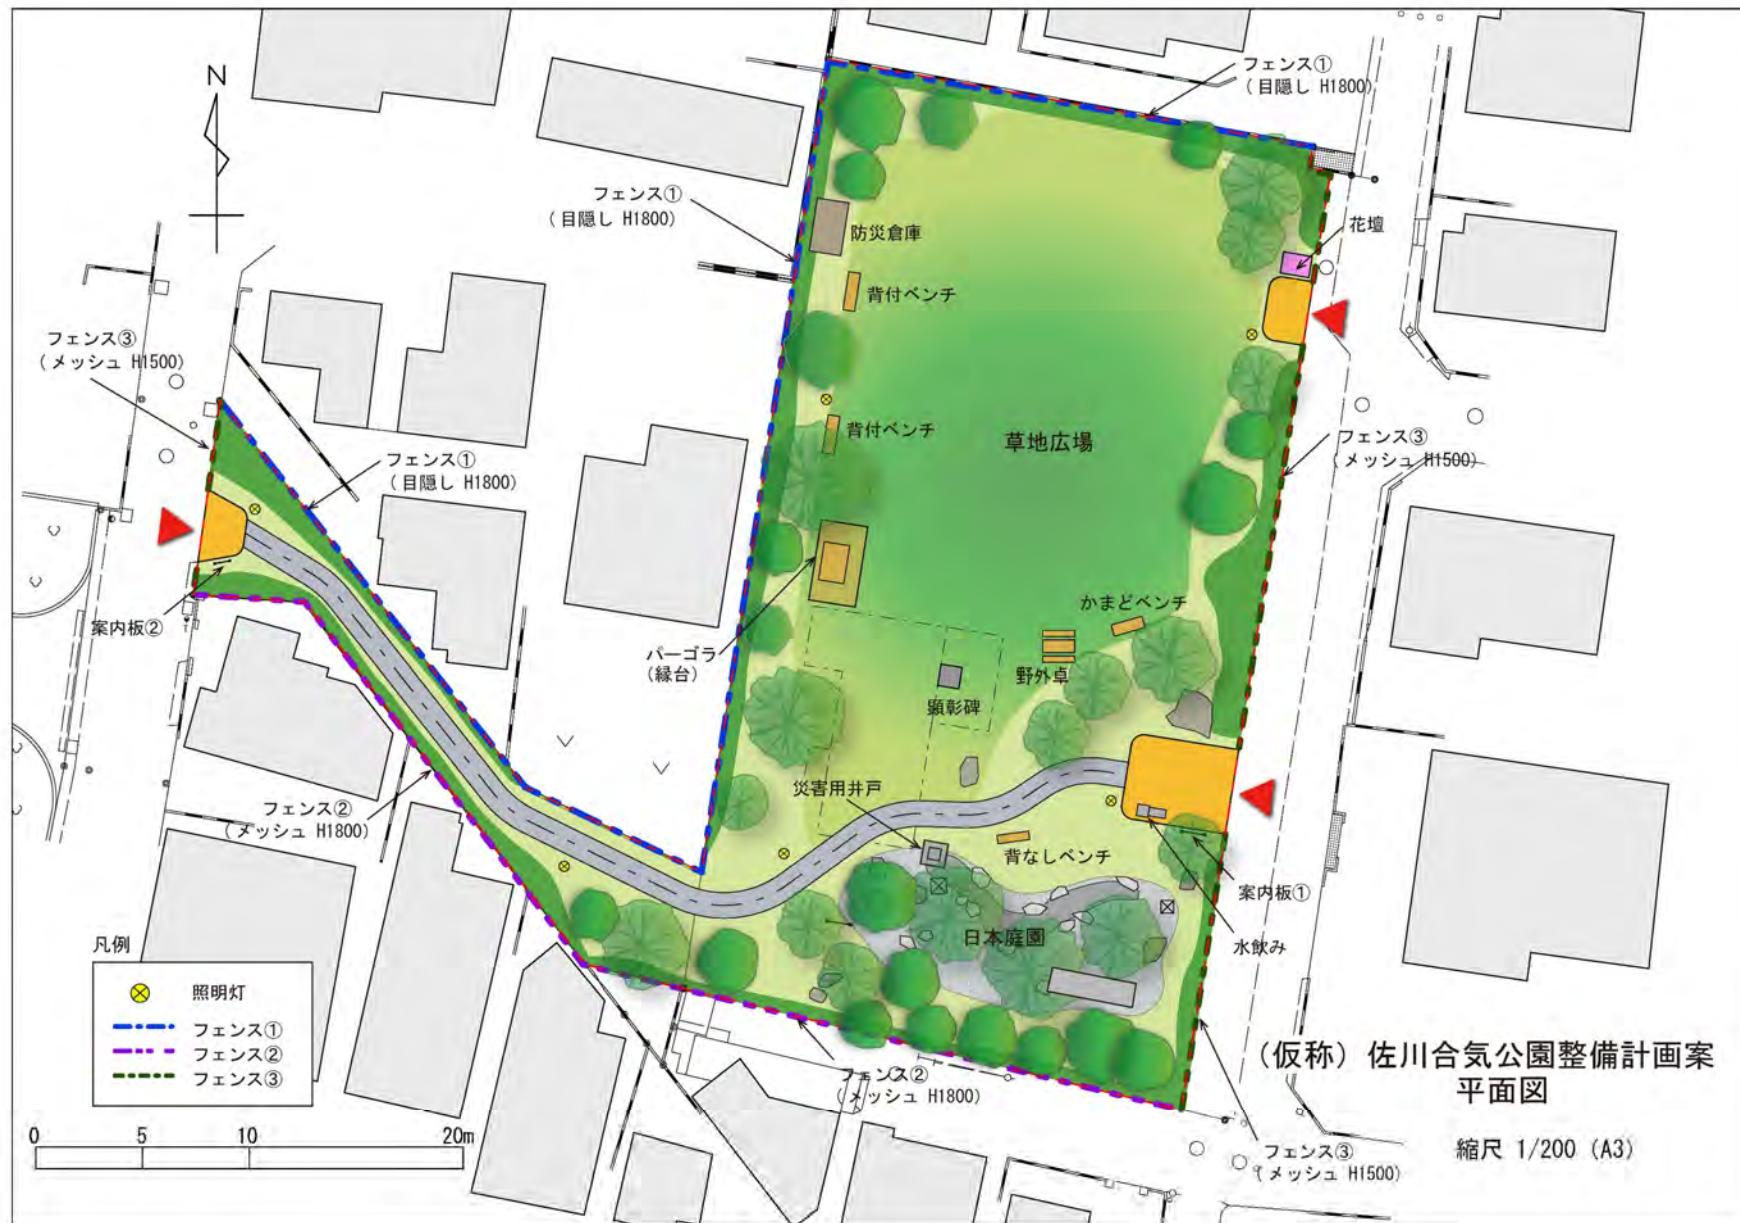 N
フェンス①
(目隠し H1800)
フェンス①
(目隠し H1800)
防災倉庫
花壇
背付ベンチ
フェンス③
(メッシュ H1500)
背付ベンチ
草地広場
フェンス③
(メッシュ H1500)
フェンス①
(目隠し H1800)
かまどベンチ
案内板②
パーゴラ
(縁台)
野外卓
顕彰碑
災害用井戸
フェンス②
(メッシュ H1800)
背なしベンチ
案内板①
日本庭園
水飲み
凡例
照明灯
フェンス①
フェンス②
フェンス③
フェンス②
(メッシュ H1800)
(仮称)佐川合気公園整備計画案
平面図
縮尺 1/200 (A3)
フェンス③
(メッシュ H1500)
0 5 10 20m